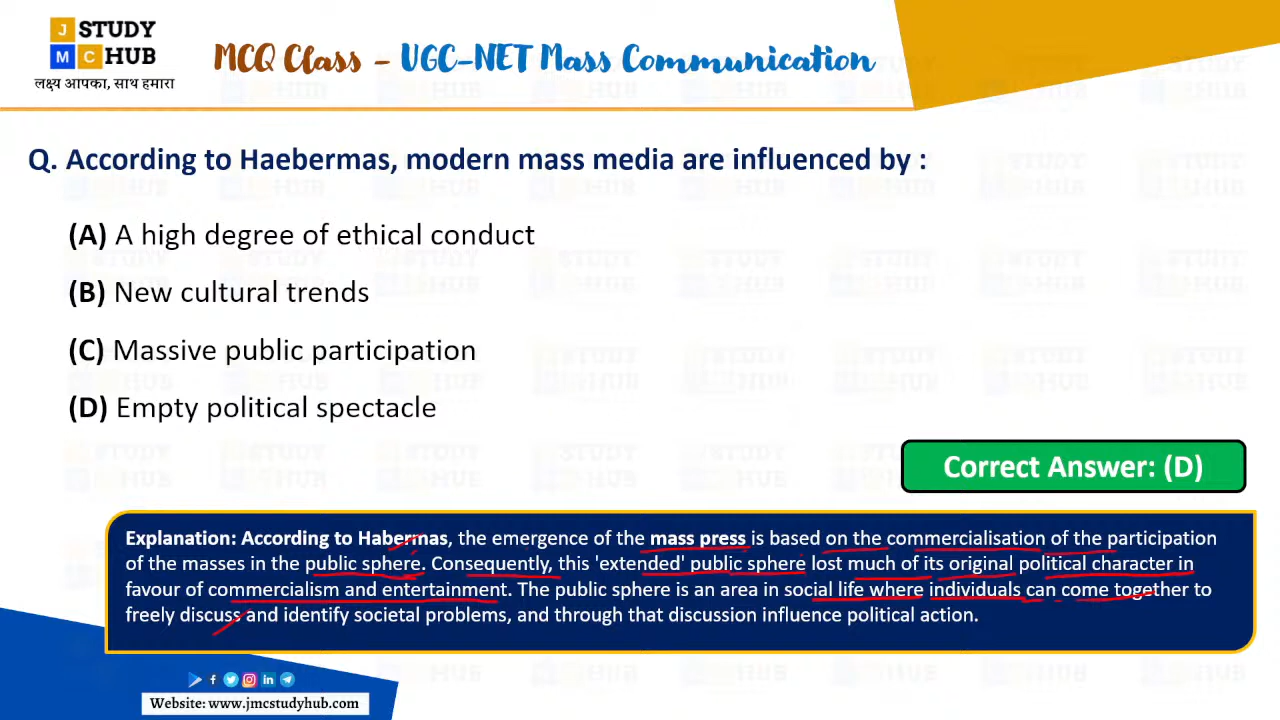 J STUDY
M C HUB
लक्ष्य आपका, साथ हमारा
MCQ Class - UGC-NET Mass Communication
Q. According to Haebermas, modern mass media are influenced by :
(A) A high degree of ethical conduct
(B) New cultural trends
(C) Massive public participation
(D) Empty political spectacle
Correct Answer: (D)
Explanation: According to Habermas, the emergence of the mass press is based on the commercialisation of the participation
of the masses in the public sphere. Consequently, this 'extended' public sphere lost much of its original political character in
favour of commercialism and entertainment. The public sphere is an area in social life where individuals can come together to
freely discuss and identify societal problems, and through that discussion influence political action.
Website: www.jmcstudyhub.com